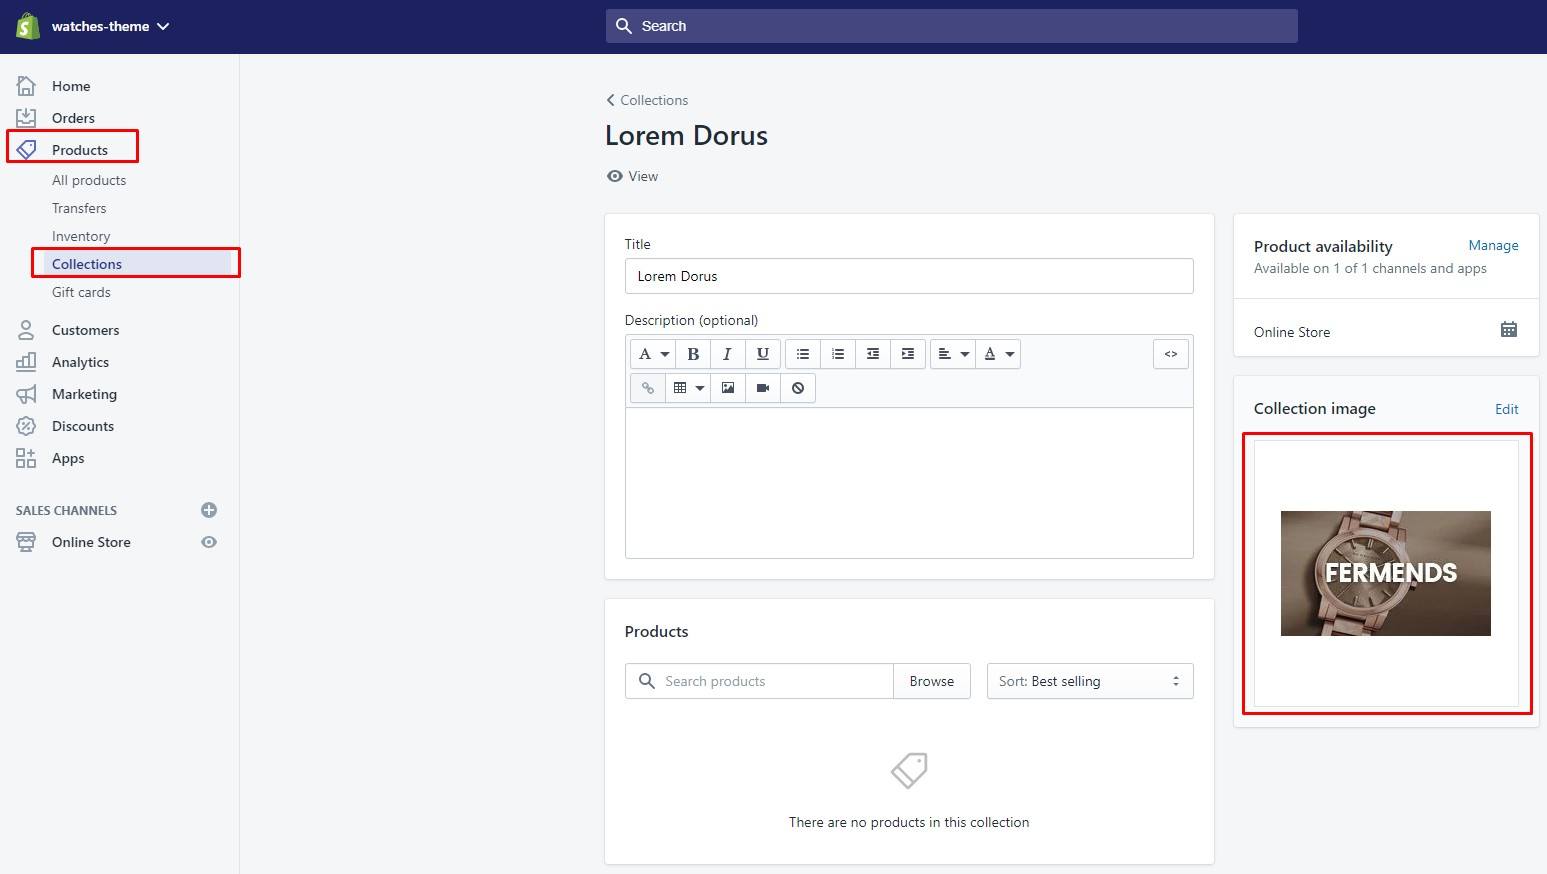 watches-theme
Search
Home
Orders
Products
All products
Transfers
Inventory
Collections
Gift cards
Customers
Analytics
Marketing
Discounts
Apps
SALES CHANNELS
Online Store
Collections
Lorem Dorus
View
Title
Lorem Dorus
Description (optional)
A B I U A <>
Products
Search products Browse Sort: Best selling
There are no products in this collection
Product availability Manage
Available on 1 of 1 channels and apps
Online Store
Collection image Edit
FERMENDS